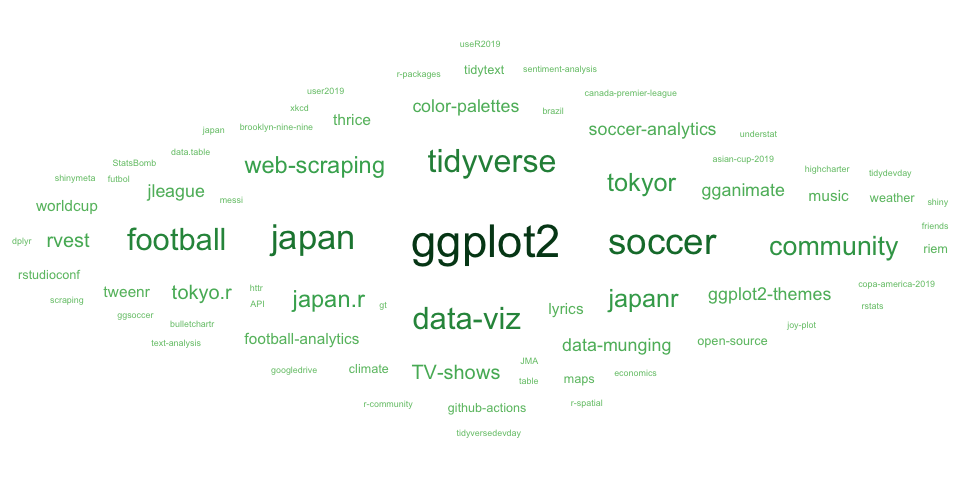 useR2019
r-packages tidytext sentiment-analysis
user2019 canada-premier-league
xkcd color-palettes brazil
japan brooklyn-nine-nine thrice soccer-analytics understat
data.table
StatsBomb web-scraping tidyverse asian-cup-2019 highcharter tidydevday
shinymeta futbol jleague tokyor gganimate music weather shiny
worldcup messi friends
dplyr rvest football japan ggplot2 soccer community riem
rstudioconf
scraping tweenr tokyo.r httr API japan.r gt japanr ggplot2-themes copa-america-2019 rstats
ggsoccer bulletchartr data-viz lyrics joy-plot
text-analysis football-analytics data-munging open-source
googledrive climate TV-shows JMA table maps economics
r-community github-actions r-spatial
tidyversedevday